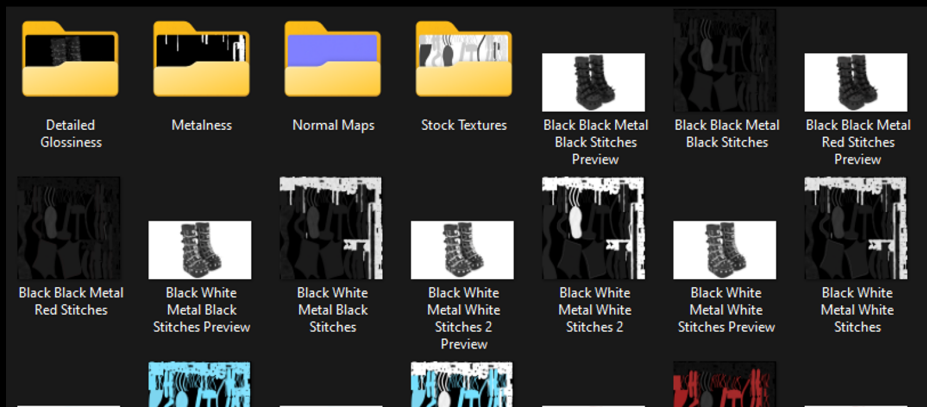 Detailed
Glossiness
Metalness
Normal Maps
Stock Textures
Black Black Metal
Black Stitches
Preview
Black Black Metal
Black Stitches
Black Black Metal
Red Stitches
Preview
Black Black Metal
Red Stitches
Black White
Metal Black
Stitches Preview
Black White
Metal Black
Stitches
Black White
Metal White
Stitches 2
Preview
Black White
Metal White
Stitches 2
Black White
Metal White
Stitches Preview
Black White
Metal White
Stitches